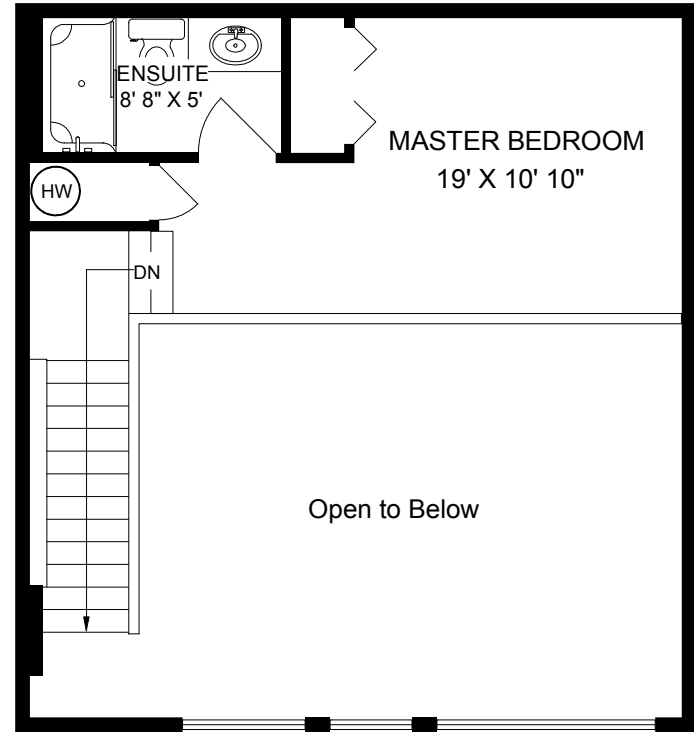 ENSUITE
8' 8" X 5'
MASTER BEDROOM
19' X 10' 10"
HW
DN
Open to Below